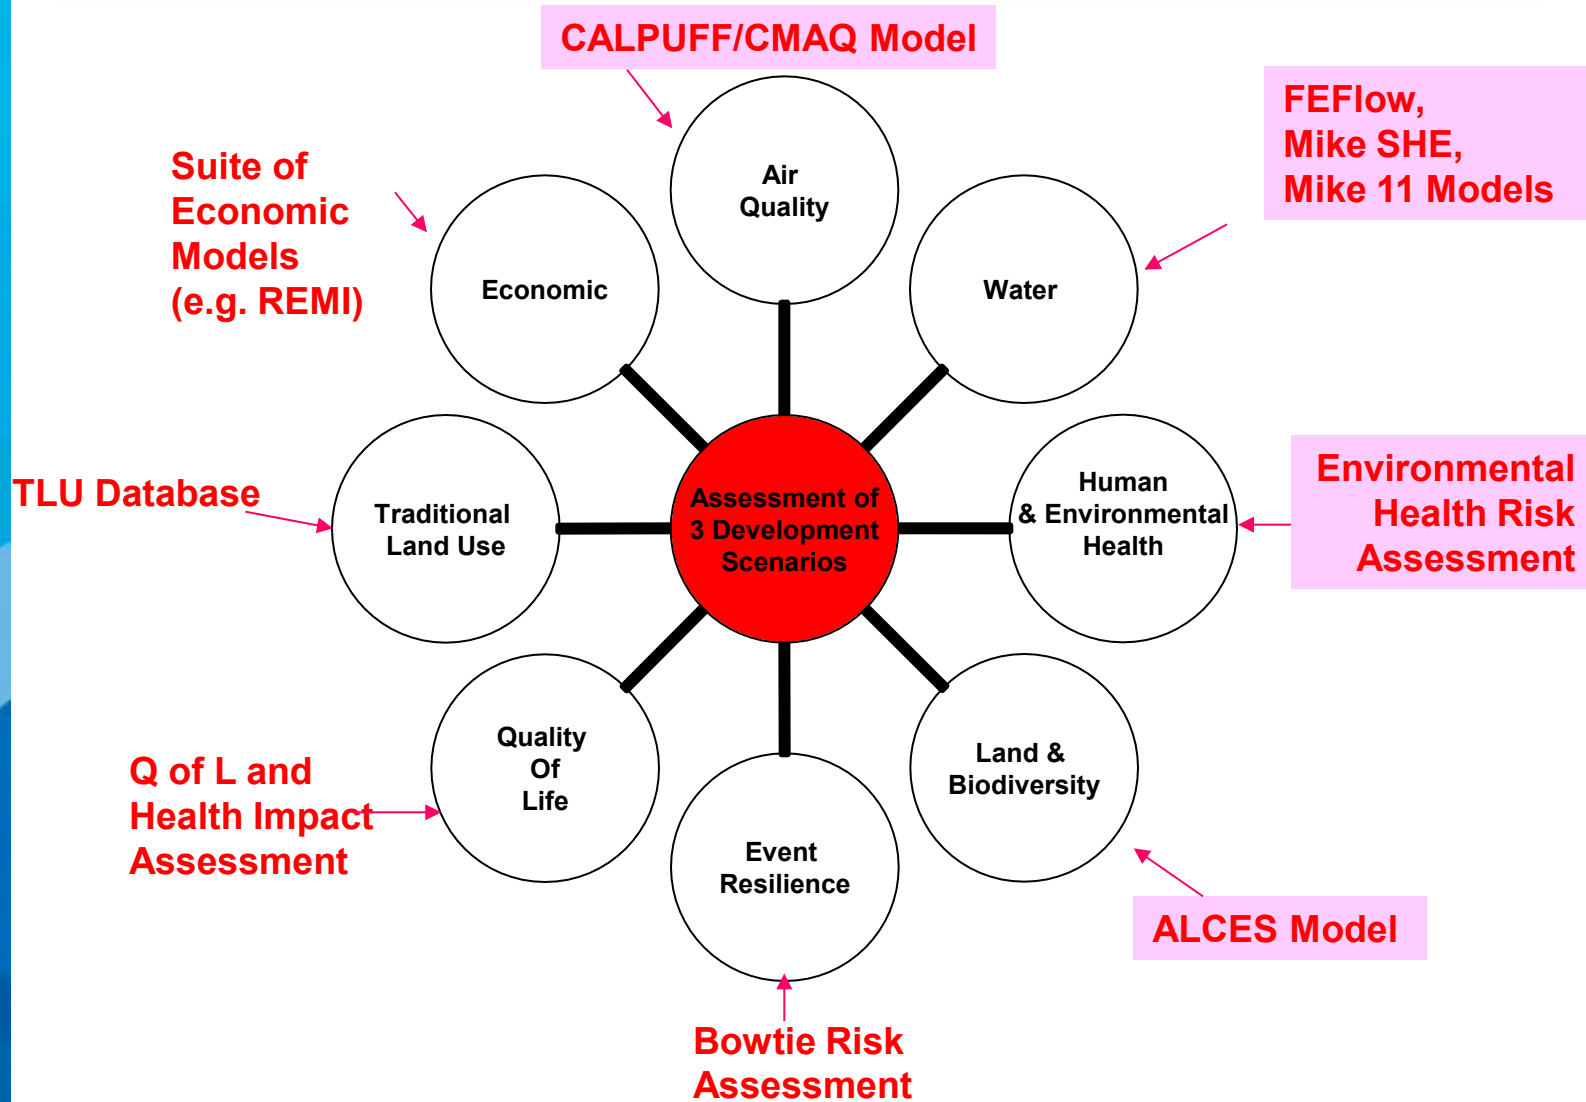 CALPUFF/CMAQ Model
FEFlow,
Mike SHE,
Mike 11 Models
Suite of
Economic
Models
(e.g. REMI)
Air
Quality
Economic
Water
TLU Database
Traditional
Land Use
Assessment of
3 Development
Scenarios
Human
& Environmental
Health
Environmental
Health Risk
Assessment
Q of L and
Health Impact
Assessment
Quality
Of
Life
Land &
Biodiversity
Event
Resilience
ALCES Model
Bowtie Risk
Assessment